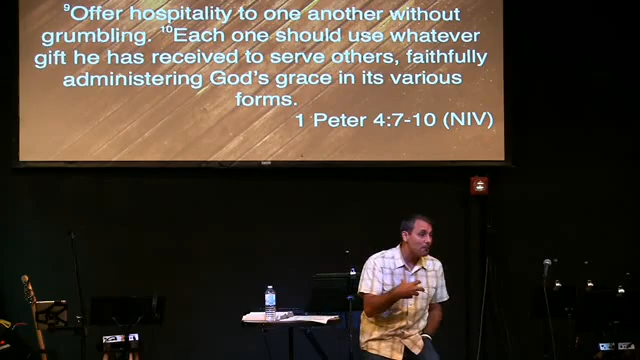 ⁹Offer hospitality to one another without
grumbling. ¹⁰Each one should use whatever
gift he has received to serve others, faithfully
administering God's grace in its various
forms.
1 Peter 4:7-10 (NIV)